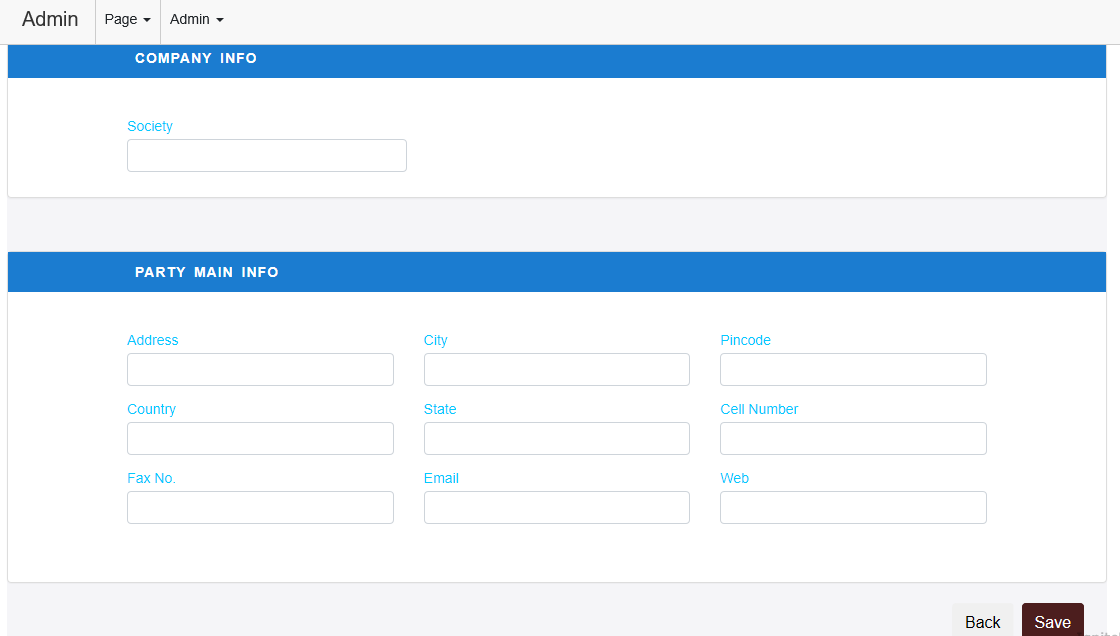 Admin Page Admin
COMPANY INFO
Society
PARTY MAIN INFO
Address City Pincode
Country State Cell Number
Fax No. Email Web
Back Save